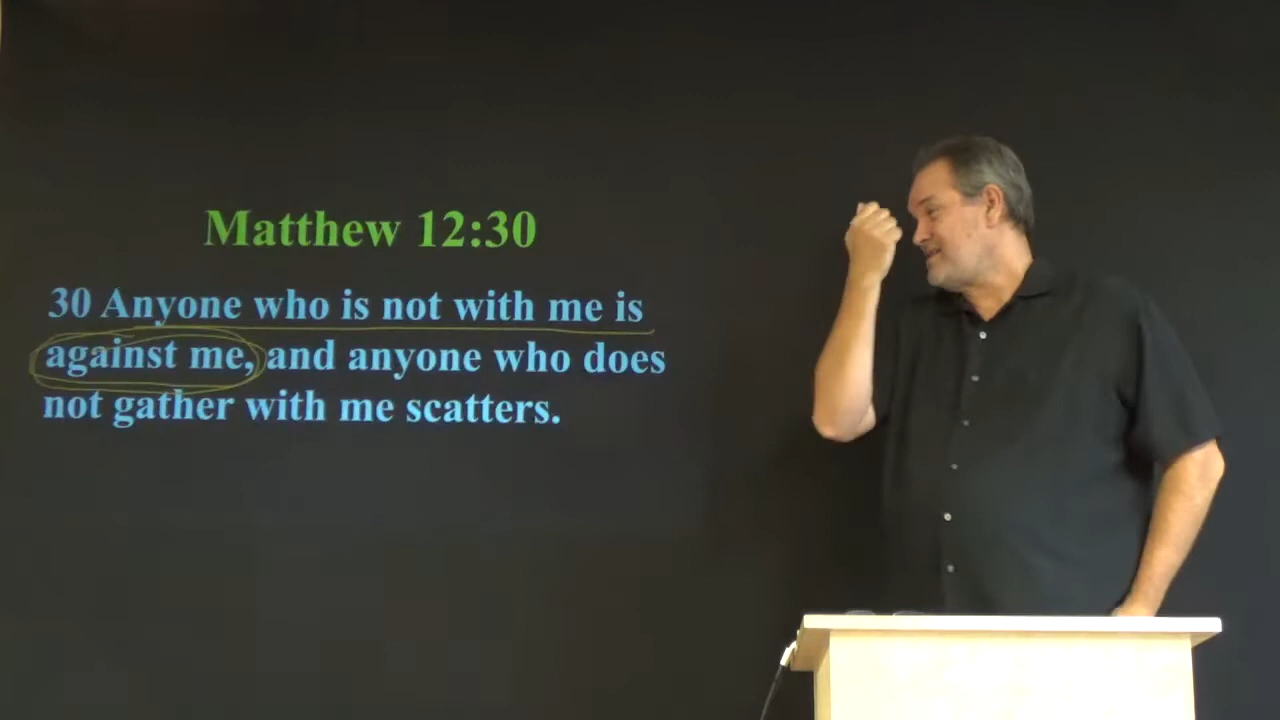 Matthew 12:30
30 Anyone who is not with me is
against me, and anyone who does
not gather with me scatters.